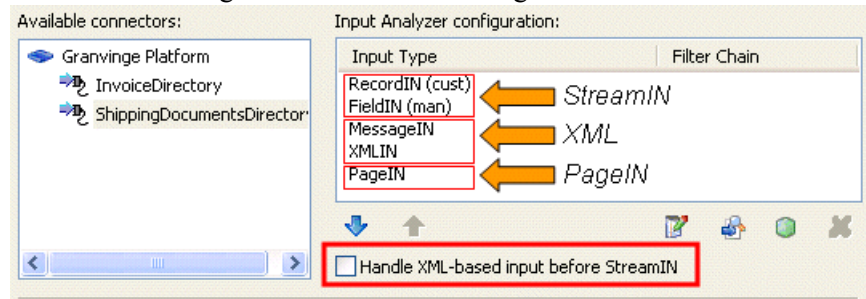 Available connectors:
Input Analyzer configuration:
Granvinge Platform
InvoiceDirectory
ShippingDocumentsDirector
Input Type
Filter Chain
RecordIN (cust)
FieldIN (man)
StreamIN
MessageIN
XMLIN
XML
PageIN
PageIN
Handle XML-based input before StreamIN